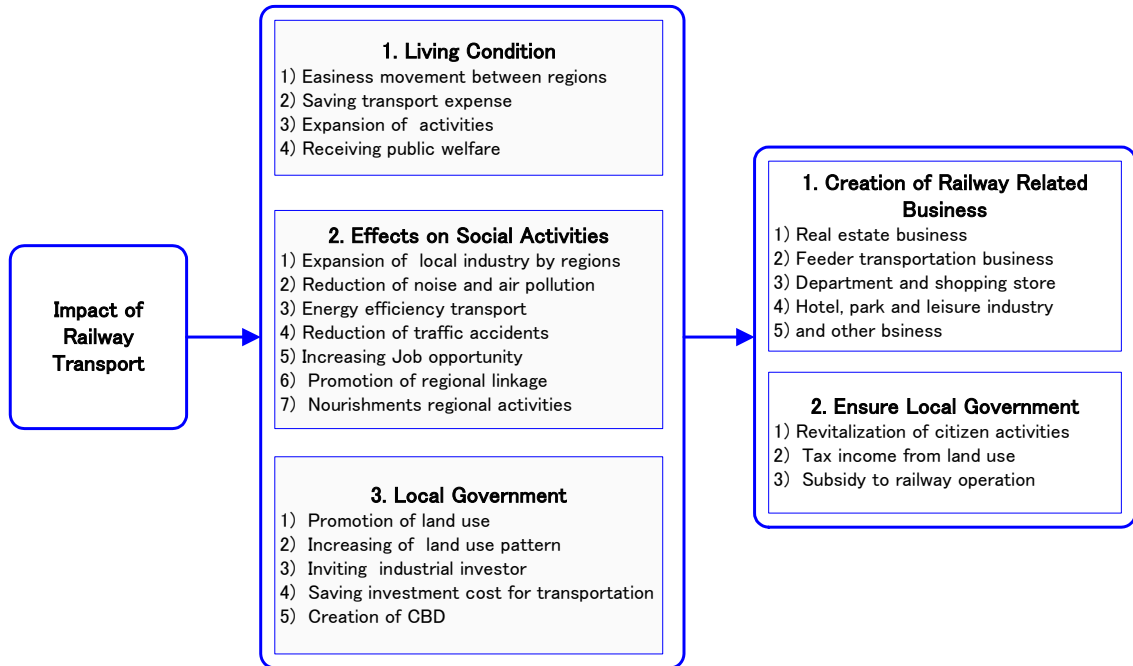 Impact of
Railway
Transport
1. Living Condition
1) Easiness movement between regions
2) Saving transport expense
3) Expansion of  activities
4) Receiving public welfare
2. Effects on Social Activities
1) Expansion of  local industry by regions
2) Reduction of noise and air pollution
3) Energy efficiency transport
4) Reduction of traffic accidents
5) Increasing Job opportunity
6)  Promotion of regional linkage
7)  Nourishments regional activities
3. Local Government
1)  Promotion of land use
2)  Increasing of  land use pattern
3)  Inviting  industrial investor
4)  Saving investment cost for transportation
5)  Creation of CBD
1. Creation of Railway Related
Business
1) Real estate business
2) Feeder transportation business
3) Department and shopping store
4) Hotel, park and leisure industry
5) and other bsiness
2. Ensure Local Government
1) Revitalization of citizen activities
2)  Tax income from land use
3)  Subsidy to railway operation